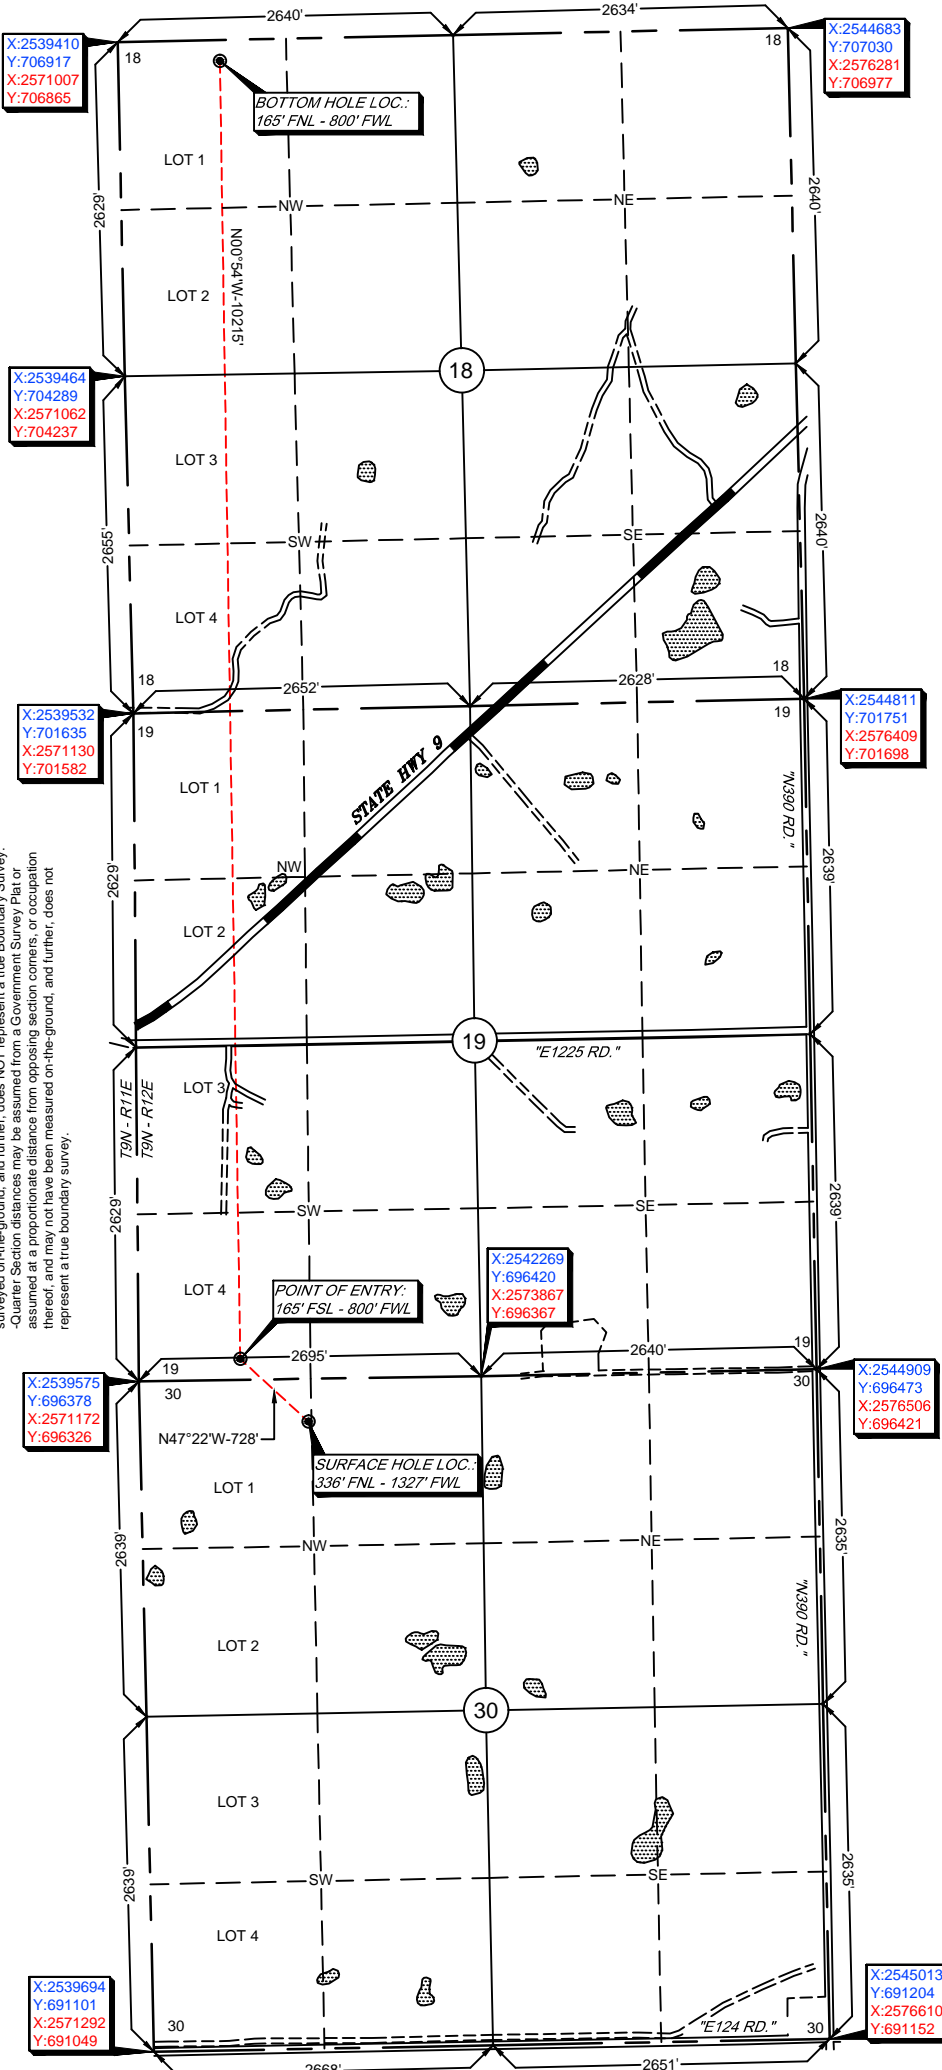 2640'
2634'
X:2539410
Y:706917
X:2571007
Y:706865
X:2544683
Y:707030
X:2576281
Y:706977
18
18
BOTTOM HOLE LOC.:
165' FNL - 800' FWL
LOT 1
2629'
NW
NE
2640'
N00°54'W-10215'
LOT 2
X:2539464
Y:704289
X:2571062
Y:704237
18
LOT 3
2655'
SW
SE
2640'
LOT 4
18
18
2652'
2628'
X:2539532
Y:701635
X:2571130
Y:701582
X:2544811
Y:701751
X:2576409
Y:701698
19
19
STATE HWY 9
LOT 1
"N390 RD."
2629'
NW
NE
2639'
LOT 2
19
"E1225 RD."
LOT 3
T9N - R11E
T9N - R12E
-Quarter Section distances may be assumed from a Government Survey Plat or
assumed at a proportionate distance from opposing section corners, or occupation
thereof, and may not have been measured on-the-ground, and further, does not
represent a true boundary survey.
2629'
SW
SE
2639'
X:2542269
Y:696420
X:2573867
Y:696367
LOT 4
POINT OF ENTRY:
165' FSL - 800' FWL
19
19
2695'
2640'
X:2539575
Y:696378
X:2571172
Y:696326
X:2544909
Y:696473
X:2576506
Y:696421
30
30
N47°22'W-728'
SURFACE HOLE LOC.:
336' FNL - 1327' FWL
LOT 1
2639'
NW
NE
2635'
"N390 RD."
LOT 2
30
LOT 3
2639'
SW
SE
2635'
LOT 4
X:2539694
Y:691101
X:2571292
Y:691049
X:2545013
Y:691204
X:2576610
Y:691152
30
"E124 RD."
30
2668'
2651'